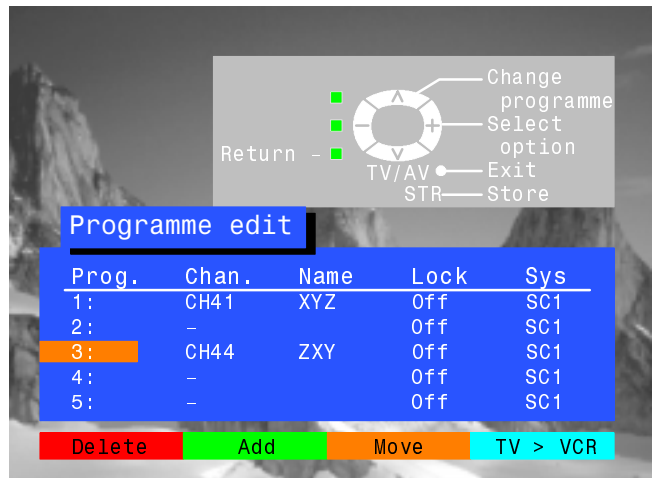 Change
programme
Select
option
Return –
TV/AV Exit
STR Store
Programme edit
Prog. Chan. Name Lock Sys
1: CH41 XYZ Off SC1
2: – Off SC1
3: CH44 ZXY Off SC1
4: – Off SC1
5: – Off SC1
Delete Add Move TV > VCR